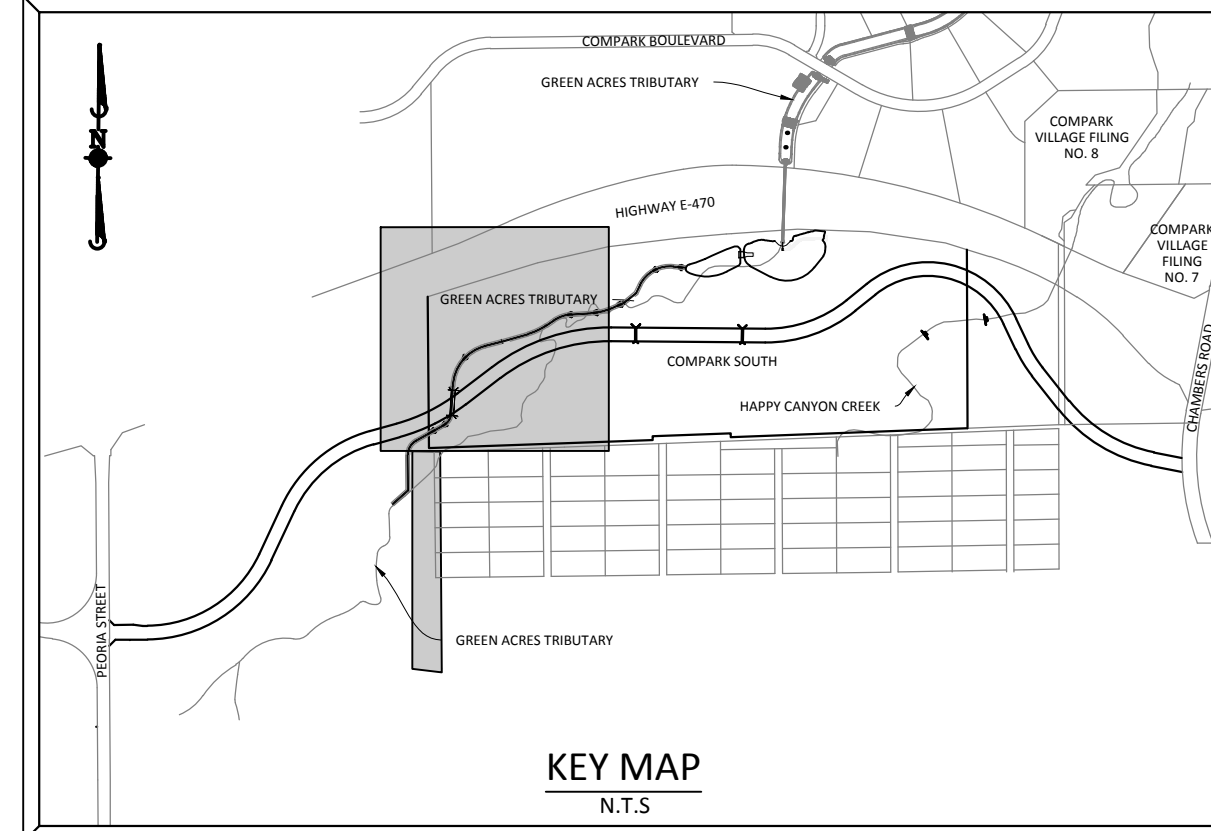 COMPARK BOULEVARD
GREEN ACRES TRIBUTARY
COMPARK
VILLAGE FILING
NO. 8
N
HIGHWAY E-470
COMPARK
VILLAGE
FILING
NO. 7
GREEN ACRES TRIBUTARY
COMPARK SOUTH
CHAMBERS ROAD
HAPPY CANYON CREEK
PEORIA STREET
GREEN ACRES TRIBUTARY
KEY MAP
N.T.S